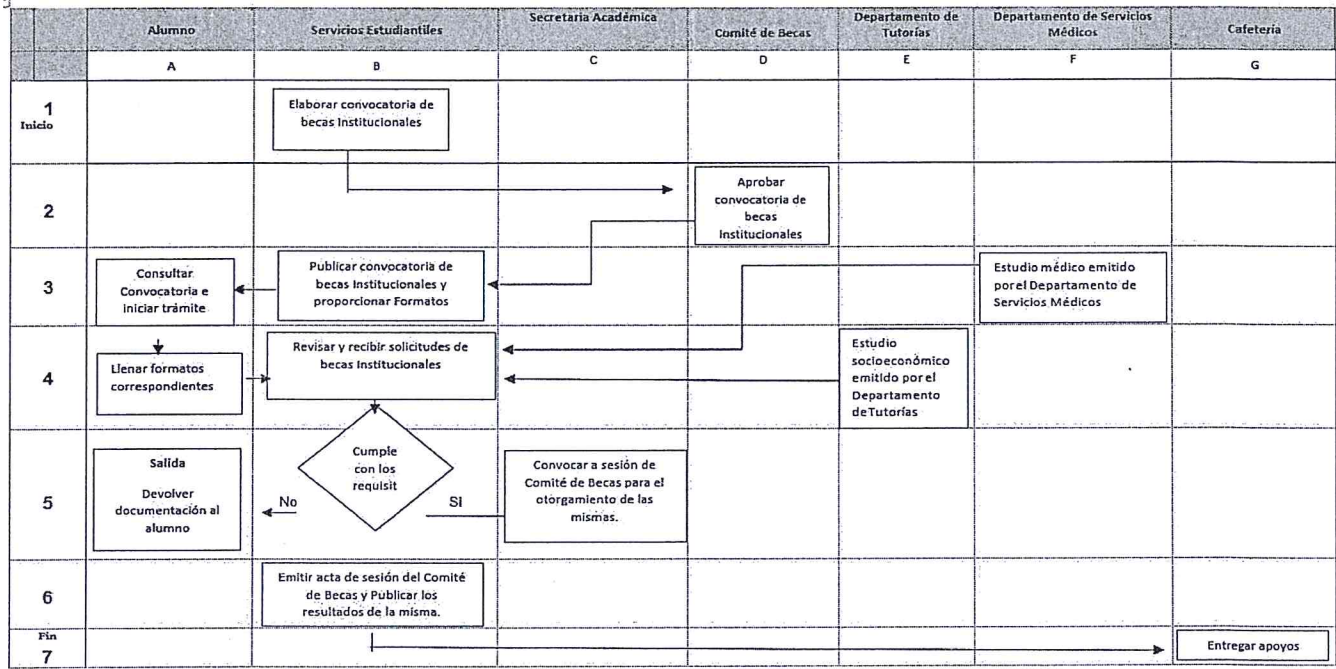 Alumno
Servicios Estudiantiles
Secretaria Académica
Comité de Becas
Departamento de
Tutorías
Departamento de Servicios
Médicos
Cafetería
A
B
C
D
E
F
G
1
Inicio
Elaborar convocatoria de
becas Institucionales
2
Aprobar
convocatoria de
becas
Institucionales
3
Consultar
Convocatoria e
iniciar trámite
Publicar convocatoria de
becas Institucionales y
proporcionar Formatos
Estudio médico emitido
por el Departamento de
Servicios Médicos
4
Llenar formatos
correspondientes
Revisar y recibir solicitudes de
becas Institucionales
Estudio
socioeconómico
emitido por el
Departamento
de Tutorías
5
Salida
Devolver
documentación al
alumno
No
Cumple
con los
requisit
SI
Convocar a sesión de
Comité de Becas para el
otorgamiento de las
mismas.
6
Emitir acta de sesión del Comité
de Becas y Publicar los
resultados de la misma.
Fin
7
Entregar apoyos